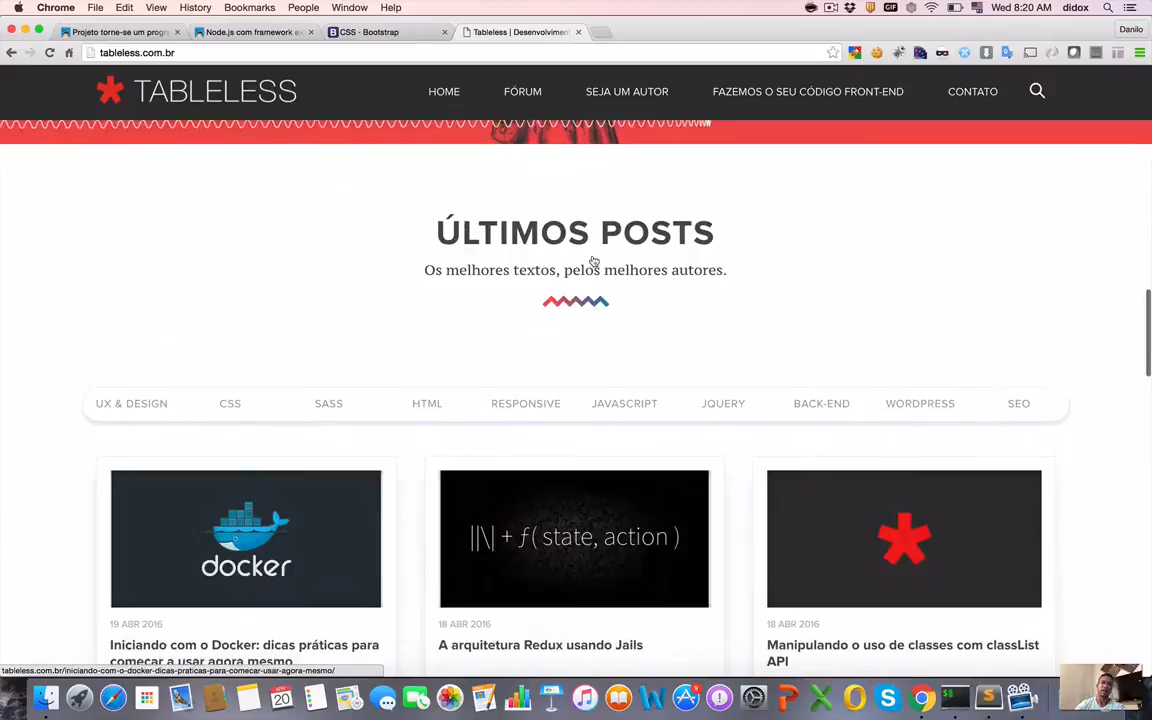 Chrome File Edit View History Bookmarks People Window Help
GIF
Wed 8:20 AM didox
Projeto torne-se um progr
Node.js com framework e
CSS · Bootstrap
Tableless | Desenvolvimen
Danilo
tableless.com.br
TABLELESS
HOME FÓRUM SEJA UM AUTOR FAZEMOS O SEU CÓDIGO FRONT-END CONTATO
ÚLTIMOS POSTS
Os melhores textos, pelos melhores autores.
UX & DESIGN CSS SASS HTML RESPONSIVE JAVASCRIPT JQUERY BACK-END WORDPRESS SEO
docker
||\| + ƒ( state, action )
19 ABR 2016
Iniciando com o Docker: dicas práticas para
começar a usar agora mesmo
18 ABR 2016
A arquitetura Redux usando Jails
18 ABR 2016
Manipulando o uso de classes com classList
API
tableless.com.br/iniciando-com-o-docker-dicas-praticas-para-comecar-usar-agora-mesmo/
APR
20